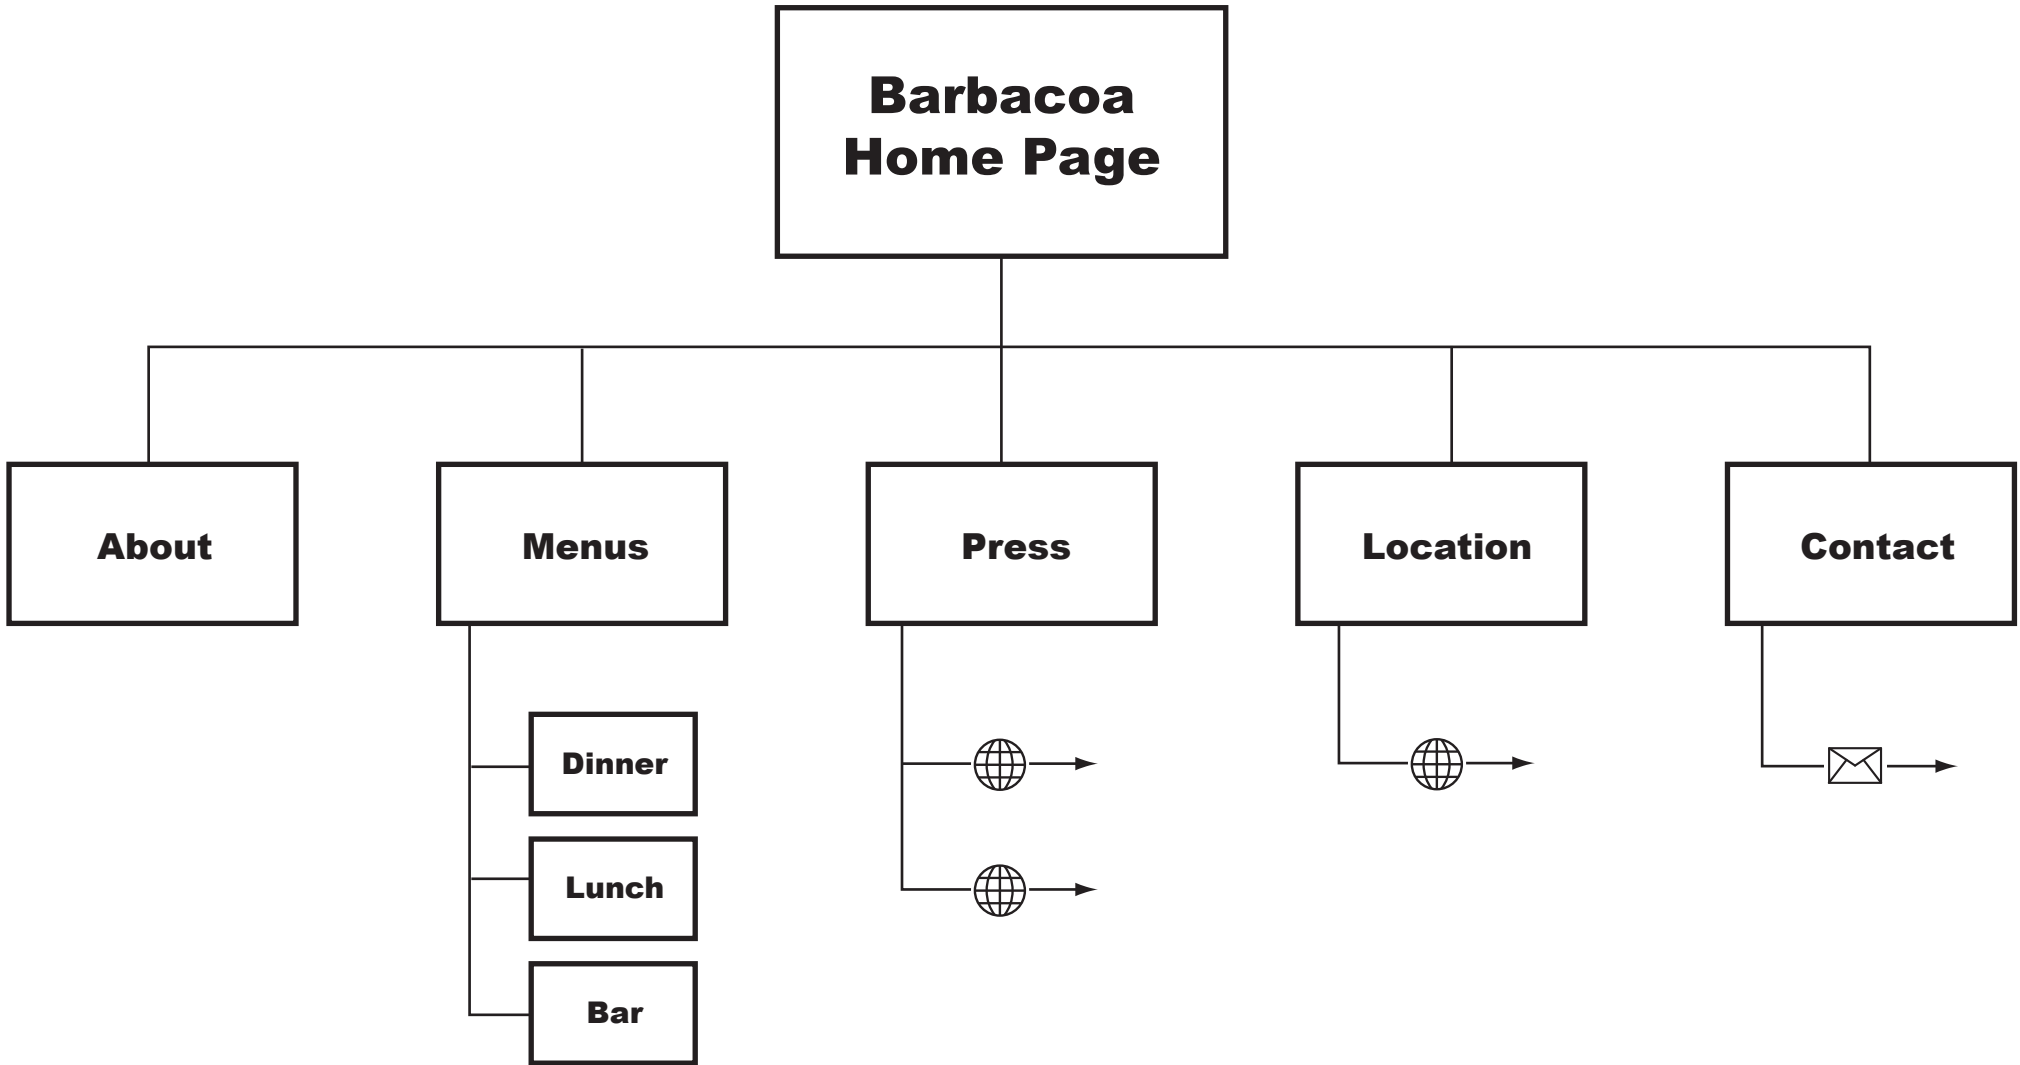 Barbacoa
Home Page
About
Menus
Press
Location
Contact
Dinner
Lunch
Bar